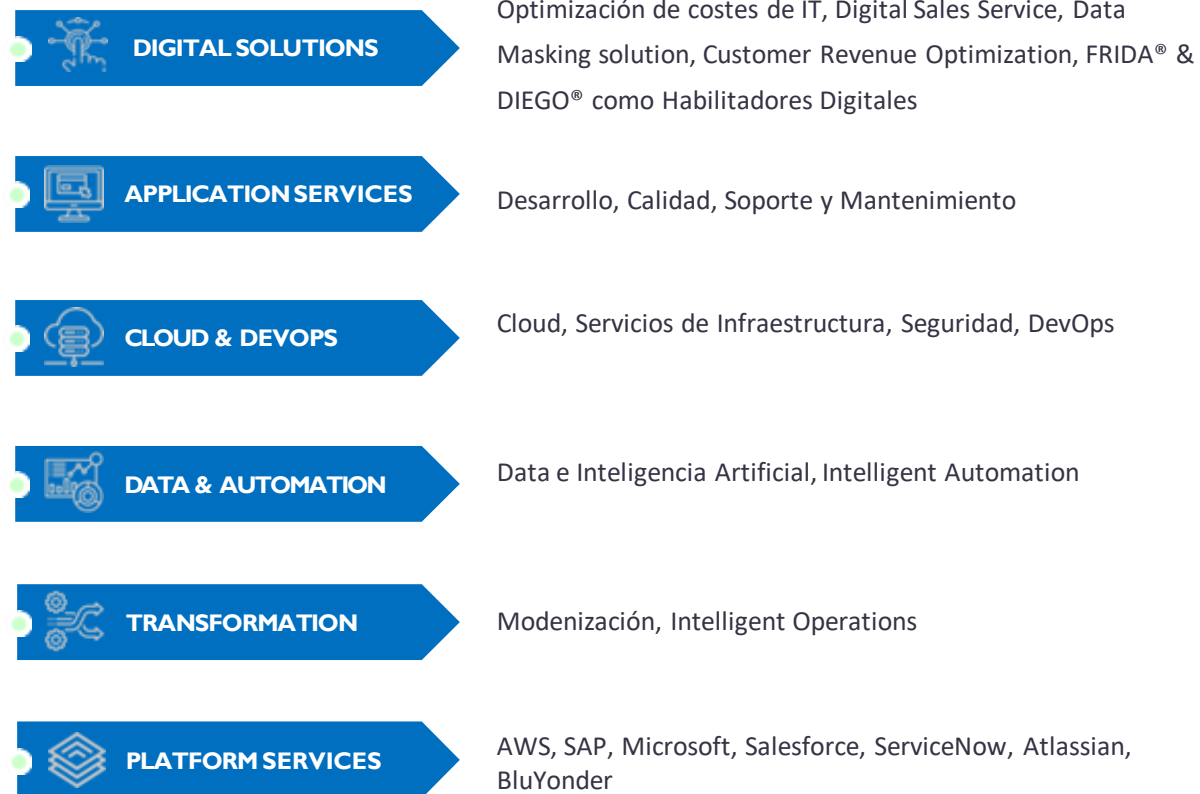 DIGITAL SOLUTIONS
Optimización de costes de IT, Digital Sales Service, Data
Masking solution, Customer Revenue Optimization, FRIDA® &
DIEGO® como Habilitadores Digitales
APPLICATION SERVICES
Desarrollo, Calidad, Soporte y Mantenimiento
CLOUD & DEVOPS
Cloud, Servicios de Infraestructura, Seguridad, DevOps
DATA & AUTOMATION
Data e Inteligencia Artificial, Intelligent Automation
TRANSFORMATION
Modenización, Intelligent Operations
PLATFORM SERVICES
AWS, SAP, Microsoft, Salesforce, ServiceNow, Atlassian,
BluYonder